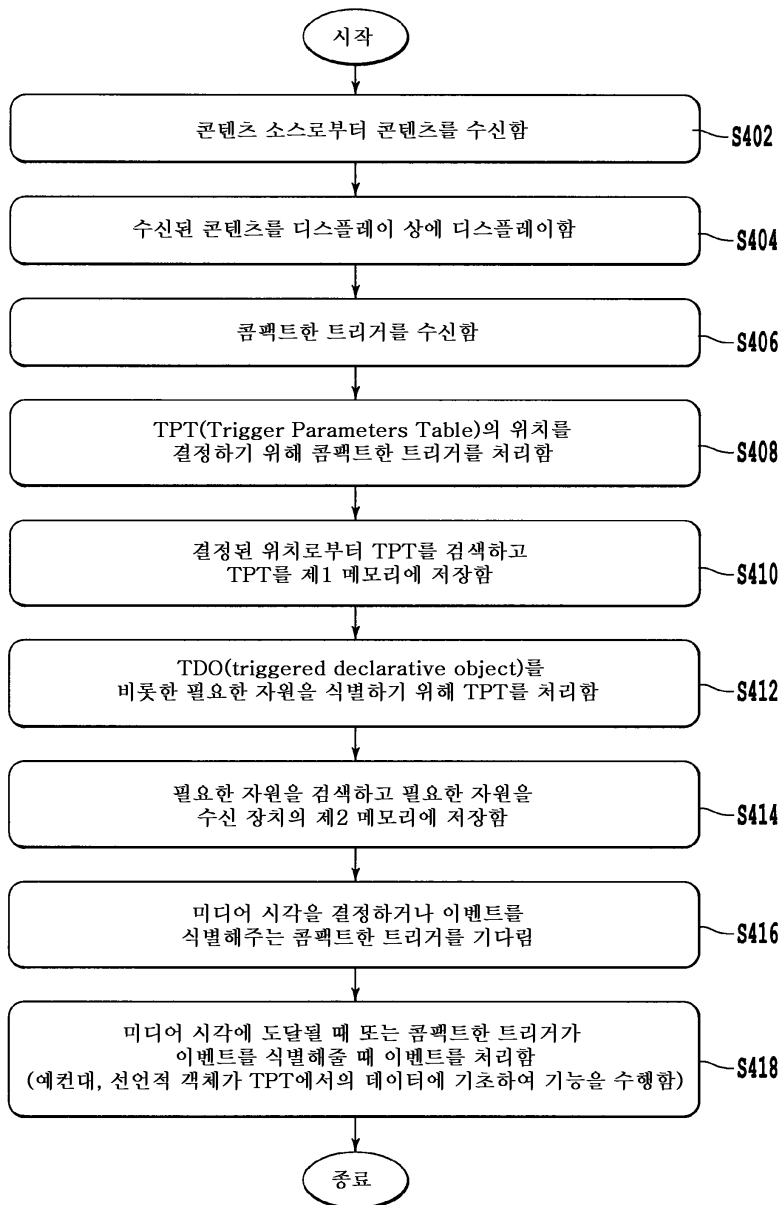 시작
콘텐츠 소스로부터 콘텐츠를 수신함
S402
수신된 콘텐츠를 디스플레이 상에 디스플레이함
S404
콤팩트한 트리거를 수신함
S406
TPT(Trigger Parameters Table)의 위치를
결정하기 위해 콤팩트한 트리거를 처리함
S408
결정된 위치로부터 TPT를 검색하고
TPT를 제1 메모리에 저장함
S410
TDO(triggered declarative object)를
비롯한 필요한 자원을 식별하기 위해 TPT를 처리함
S412
필요한 자원을 검색하고 필요한 자원을
수신 장치의 제2 메모리에 저장함
S414
미디어 시각을 결정하거나 이벤트를
식별해주는 콤팩트한 트리거를 기다림
S416
미디어 시각에 도달될 때 또는 콤팩트한 트리거가
이벤트를 식별해줄 때 이벤트를 처리함
(예컨대, 선언적 객체가 TPT에서의 데이터에 기초하여 기능을 수행함)
S418
종료